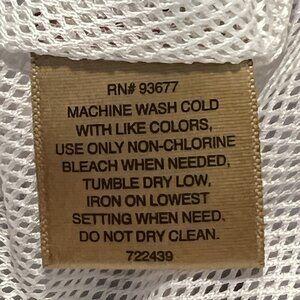 RN# 93677
MACHINE WASH COLD
WITH LIKE COLORS,
USE ONLY NON-CHLORINE
BLEACH WHEN NEEDED,
TUMBLE DRY LOW,
IRON ON LOWEST
SETTING WHEN NEED.
DO NOT DRY CLEAN.
722439